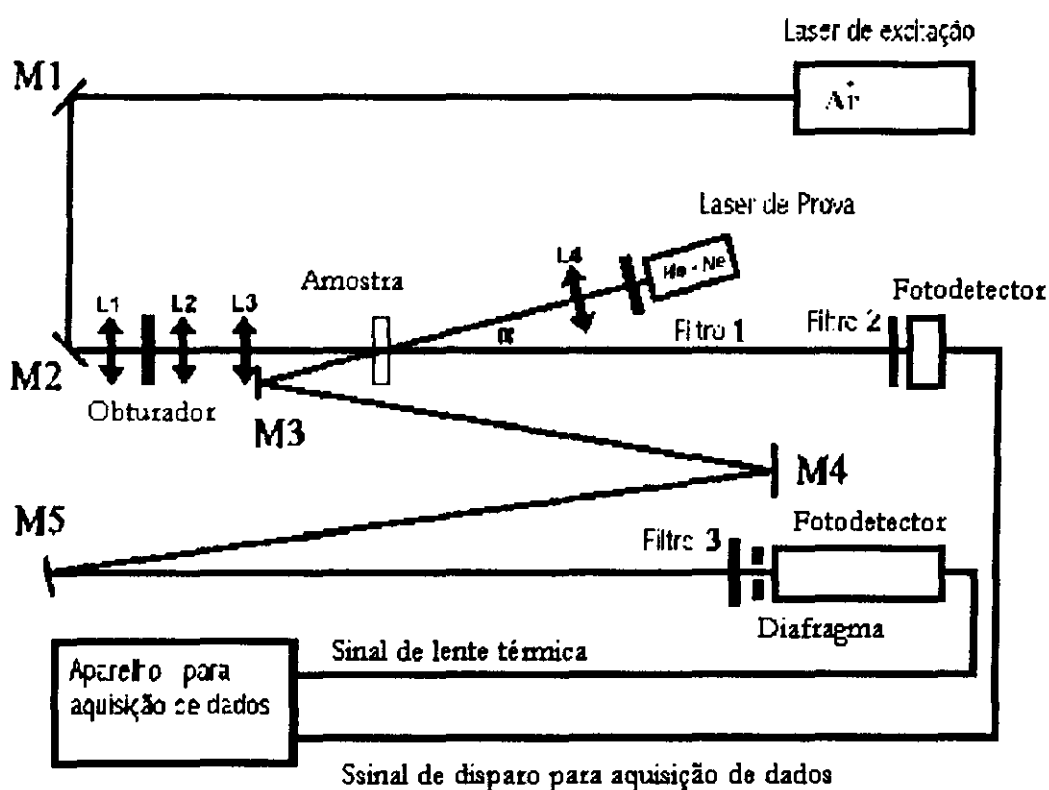 Laser de excitação
M1
Ar
Laser de Prova
L4
He - Ne
Amostra
Fotodetector
L1
L2
L3
α
Filtro 1
Filtro 2
M2
Obturador
M3
M4
M5
Fotodetector
Filtro 3
Diafragma
Sinal de lente térmica
Aparelho para
aquisição de dados
Ssinal de disparo para aquisição de dados